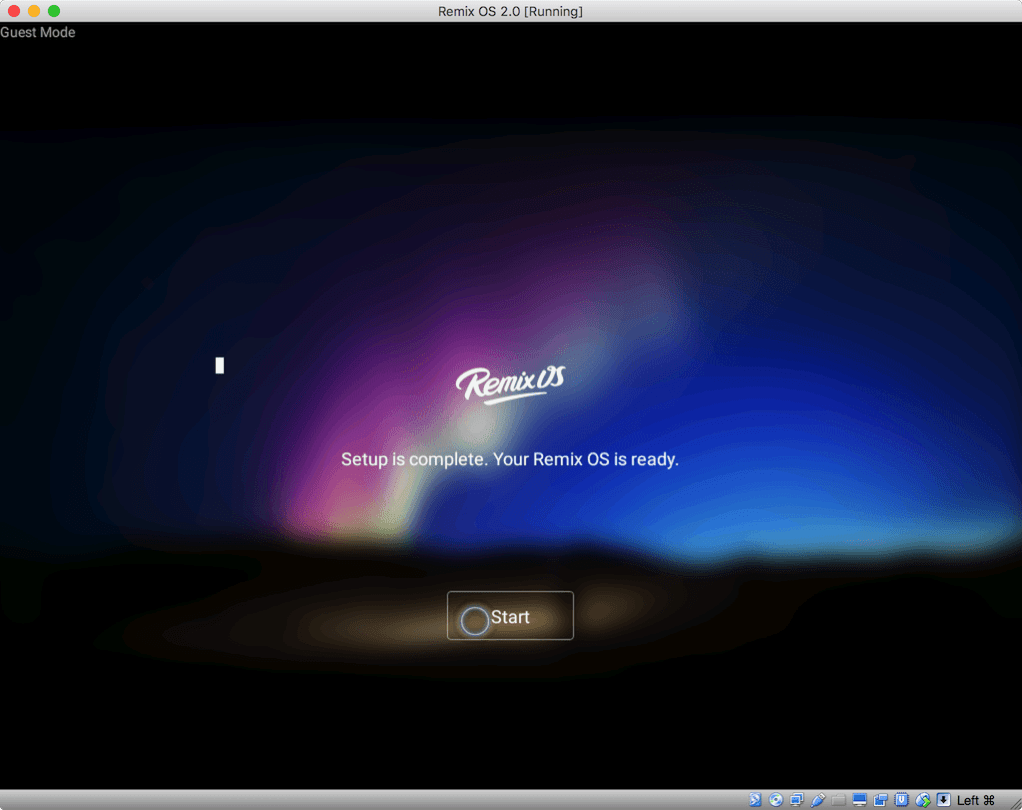 Remix OS 2.0 [Running]
Guest Mode
Remix OS
Setup is complete. Your Remix OS is ready.
Start
Left ⌘